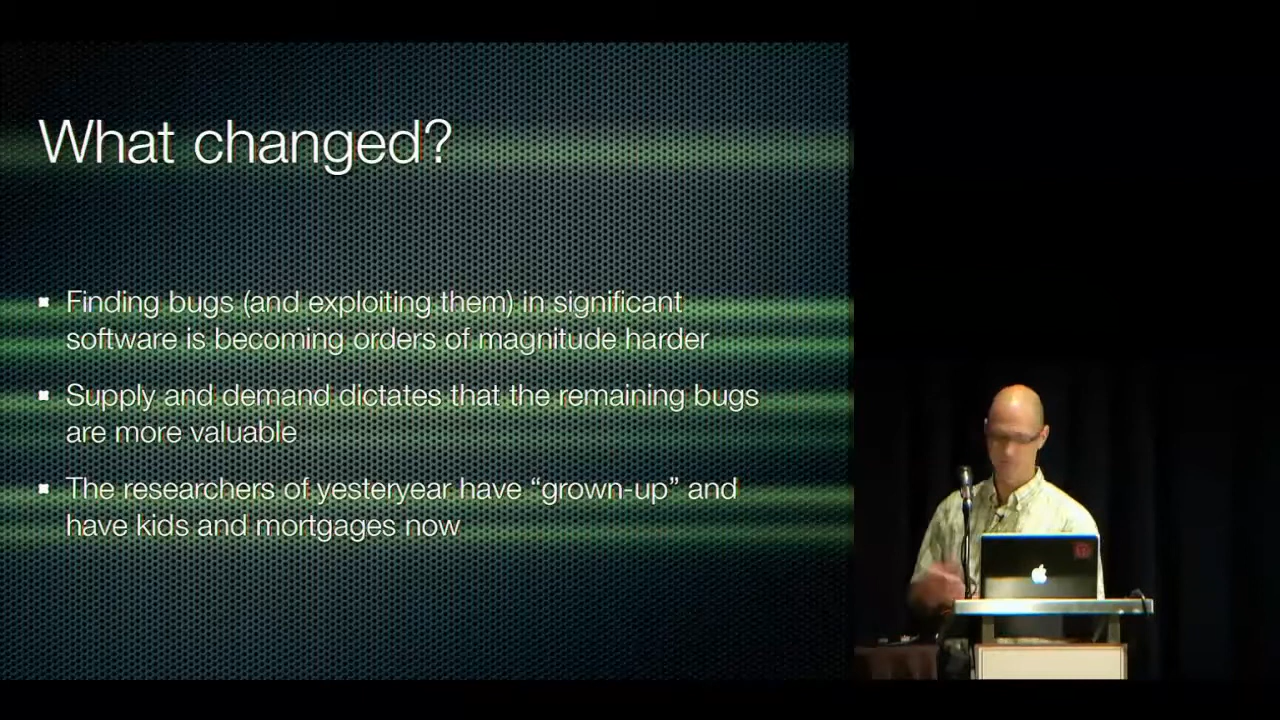 What changed?
Finding bugs (and exploiting them) in significant
software is becoming orders of magnitude harder
Supply and demand dictates that the remaining bugs
are more valuable
The researchers of yesteryear have “grown-up” and
have kids and mortgages now